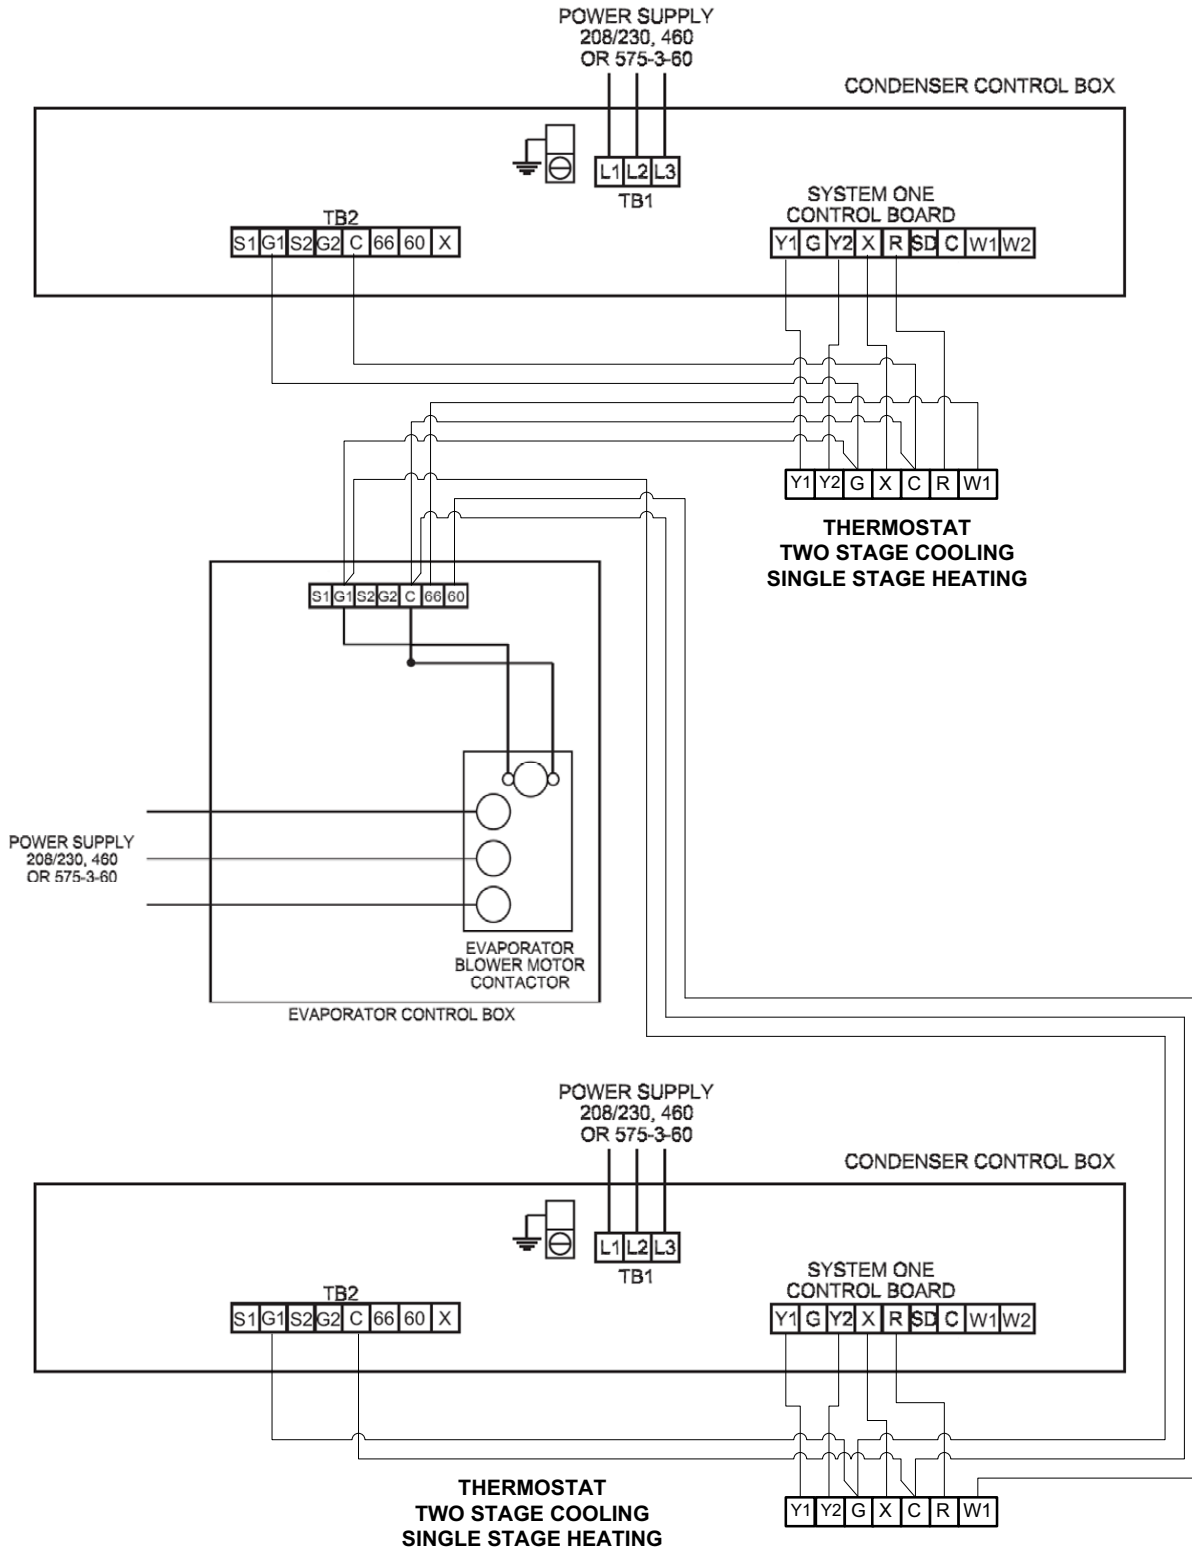 POWER SUPPLY
208/230, 460
OR 575-3-60
CONDENSER CONTROL BOX
L1 L2 L3
TB1
SYSTEM ONE
CONTROL BOARD
TB2
S1 G1 S2 G2 C 66 60 X
Y1 G Y2 X R SD C W1 W2
Y1 Y2 G X C R W1
THERMOSTAT
TWO STAGE COOLING
SINGLE STAGE HEATING
S1 G1 S2 G2 C 66 60
POWER SUPPLY
208/230, 460
OR 575-3-60
EVAPORATOR
BLOWER MOTOR
CONTACTOR
EVAPORATOR CONTROL BOX
POWER SUPPLY
208/230, 460
OR 575-3-60
CONDENSER CONTROL BOX
L1 L2 L3
TB1
SYSTEM ONE
CONTROL BOARD
TB2
S1 G1 S2 G2 C 66 60 X
Y1 G Y2 X R SD C W1 W2
THERMOSTAT
TWO STAGE COOLING
SINGLE STAGE HEATING
Y1 Y2 G X C R W1